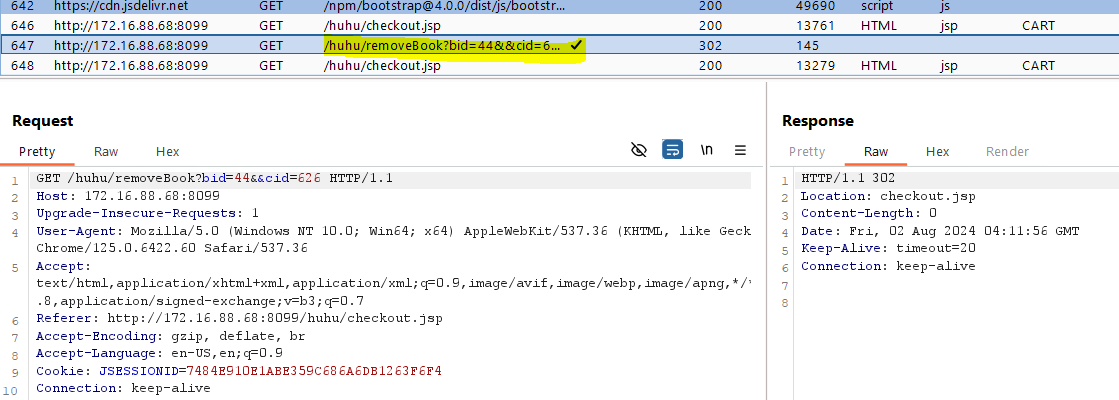 642 https://cdn.jsdelivr.net GET /npm/bootstrap@4.0.0/dist/js/bootstr... 200 49690 script js
646 http://172.16.88.68:8099 GET /huhu/checkout.jsp 200 13761 HTML jsp CART
647 http://172.16.88.68:8099 GET /huhu/removeBook?bid=44&&cid=6... ✓ 302 145
648 http://172.16.88.68:8099 GET /huhu/checkout.jsp 200 13279 HTML jsp CART
Request
Pretty Raw Hex \n
1 GET /huhu/removeBook?bid=44&&cid=626 HTTP/1.1
2 Host: 172.16.88.68:8099
3 Upgrade-Insecure-Requests: 1
4 User-Agent: Mozilla/5.0 (Windows NT 10.0; Win64; x64) AppleWebKit/537.36 (KHTML, like Geck
Chrome/125.0.6422.60 Safari/537.36
5 Accept:
text/html,application/xhtml+xml,application/xml;q=0.9,image/avif,image/webp,image/apng,*/
.8,application/signed-exchange;v=b3;q=0.7
6 Referer: http://172.16.88.68:8099/huhu/checkout.jsp
7 Accept-Encoding: gzip, deflate, br
8 Accept-Language: en-US,en;q=0.9
9 Cookie: JSESSIONID=7484E910E1ABE359C686A6DB1263F6F4
10 Connection: keep-alive
Response
Pretty Raw Hex Render
1 HTTP/1.1 302
2 Location: checkout.jsp
3 Content-Length: 0
4 Date: Fri, 02 Aug 2024 04:11:56 GMT
5 Keep-Alive: timeout=20
6 Connection: keep-alive
7
8